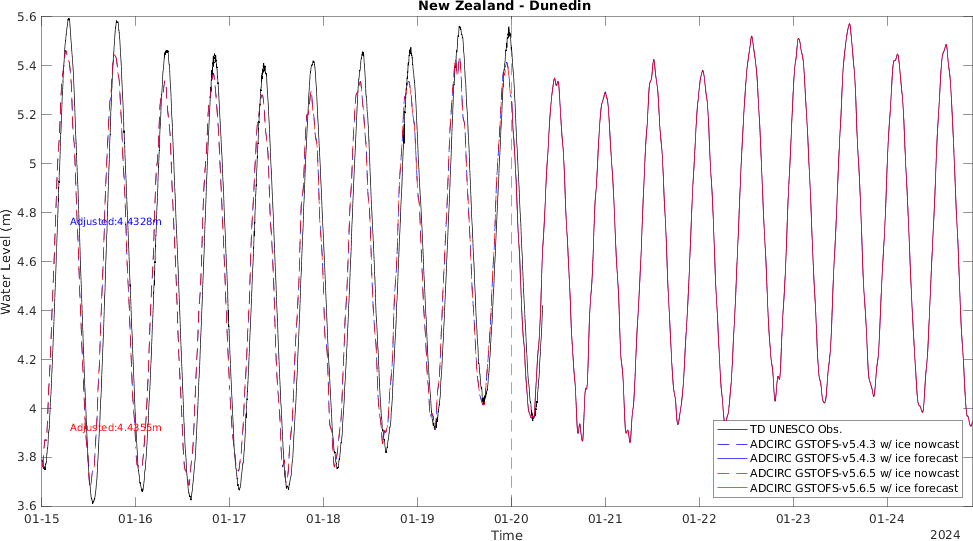 New Zealand - Dunedin
5.6
5.4
5.2
5
4.8
4.6
4.4
4.2
4
3.8
3.6
Water Level (m)
Adjusted:4.4328m
Adjusted:4.4355m
TD UNESCO Obs.
ADCIRC GSTOFS-v5.4.3 w/ ice nowcast
ADCIRC GSTOFS-v5.4.3 w/ ice forecast
ADCIRC GSTOFS-v5.6.5 w/ ice nowcast
ADCIRC GSTOFS-v5.6.5 w/ ice forecast
01-15 01-16 01-17 01-18 01-19 01-20 01-21 01-22 01-23 01-24
Time
2024